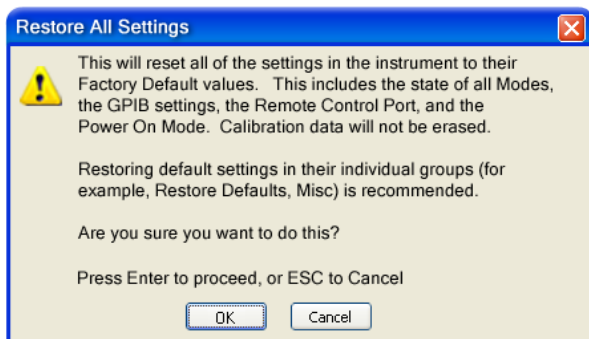 Restore All Settings
This will reset all of the settings in the instrument to their
Factory Default values.   This includes the state of all Modes,
the GPIB settings, the Remote Control Port, and the
Power On Mode.  Calibration data will not be erased.
Restoring default settings in their individual groups (for
example, Restore Defaults, Misc) is recommended.
Are you sure you want to do this?
Press Enter to proceed, or ESC to Cancel
OK
Cancel